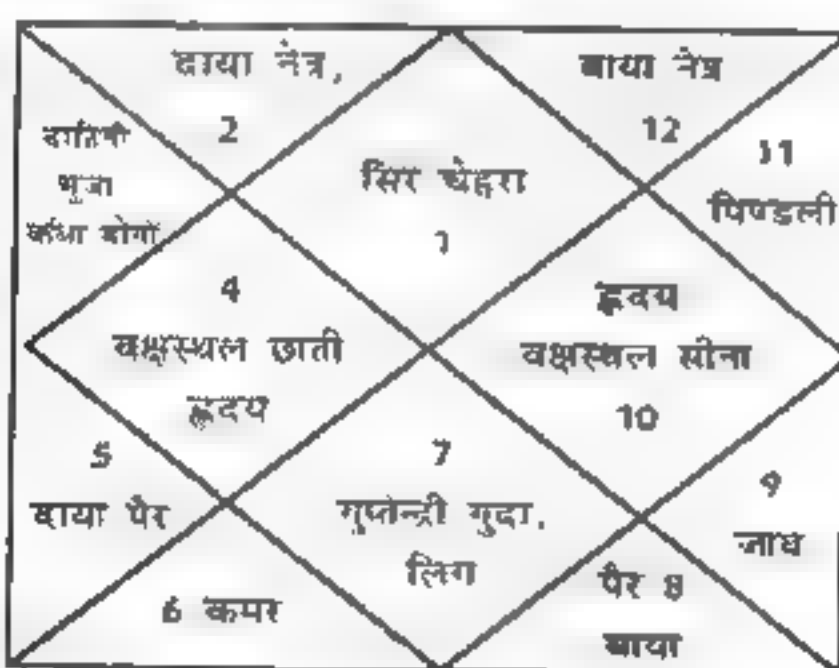 दाया नेत्र,
2
बाया नेत्र
12
11
पिण्डली
दाहिनी
भुजा
सिर चेहरा
1
4
वक्षस्थल छाती
हृदय
हृदय
वक्षस्थल सीना
10
5
दाया पैर
7
गुप्तेन्द्री गुदा,
लिग
9
जाघ
6 कमर
पैर 8
बाया